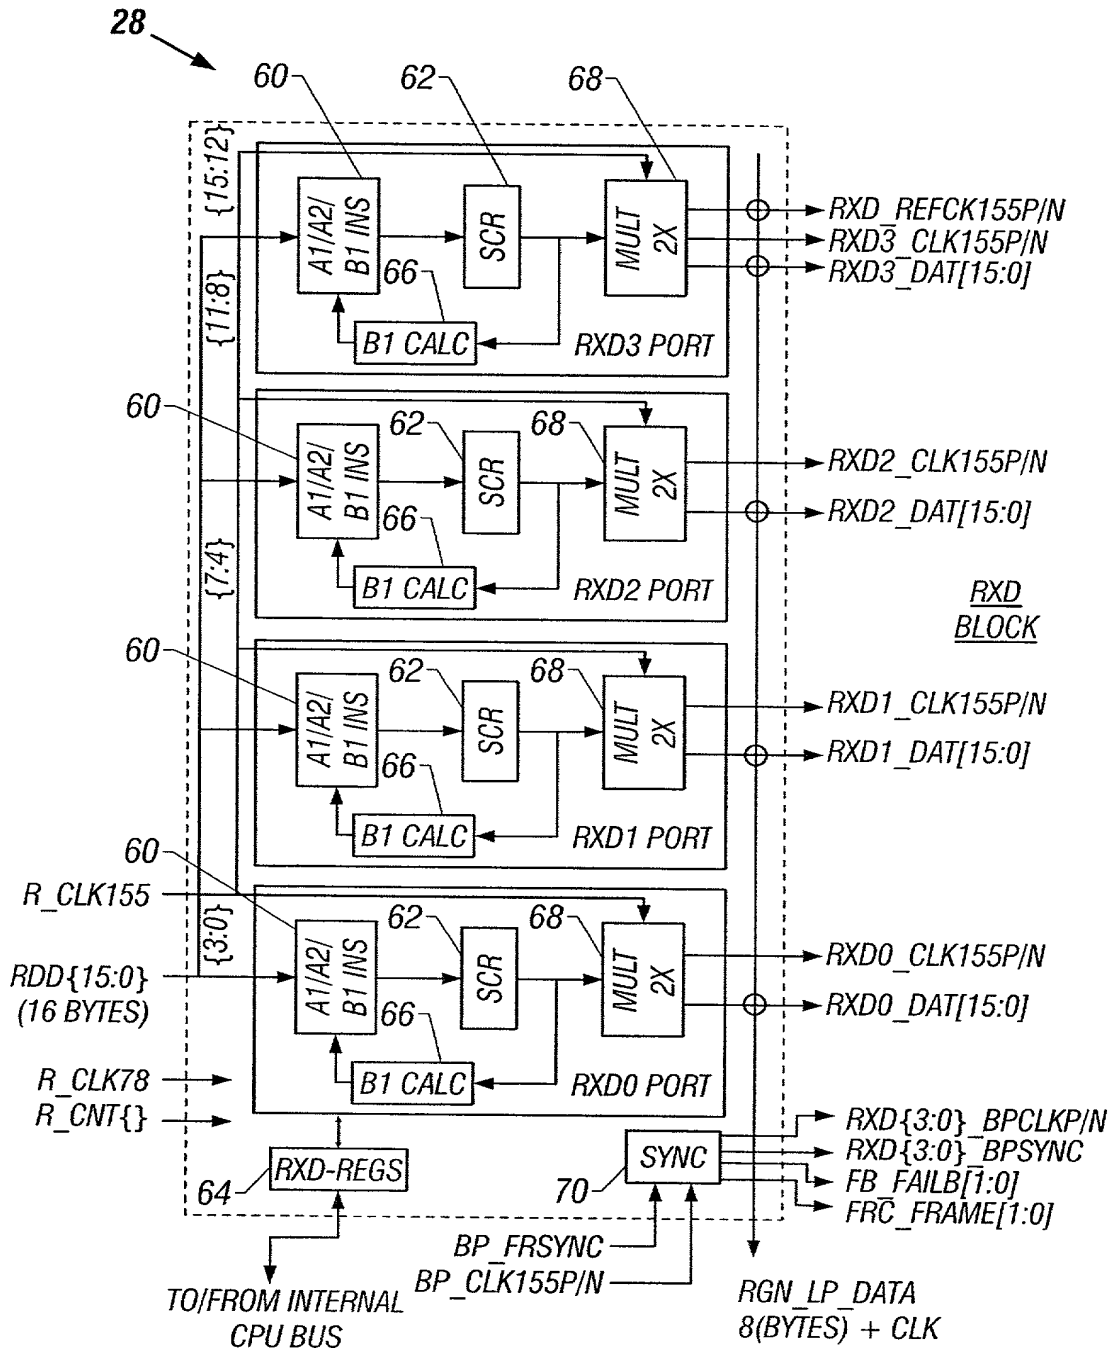 28
60
62
68
{15:12}
A1/A2/
B1 INS
SCR
MULT
2X
RXD_REFCK155P/N
RXD3_CLK155P/N
RXD3_DAT[15:0]
{11:8}
66
B1 CALC
RXD3 PORT
60
62
68
A1/A2/
B1 INS
SCR
MULT
2X
RXD2_CLK155P/N
RXD2_DAT[15:0]
{7:4}
66
B1 CALC
RXD2 PORT
RXD
BLOCK
60
62
68
A1/A2/
B1 INS
SCR
MULT
2X
RXD1_CLK155P/N
RXD1_DAT[15:0]
66
B1 CALC
RXD1 PORT
60
R_CLK155
{3:0}
62
68
A1/A2/
B1 INS
SCR
MULT
2X
RXD0_CLK155P/N
RXD0_DAT[15:0]
RDD{15:0}
(16 BYTES)
66
B1 CALC
RXD0 PORT
R_CLK78
R_CNT{}
RXD-REGS
64
SYNC
70
RXD{3:0}_BPCLKP/N
RXD{3:0}_BPSYNC
FB_FAILB[1:0]
FRC_FRAME[1:0]
BP_FRSYNC
BP_CLK155P/N
TO/FROM INTERNAL
CPU BUS
RGN_LP_DATA
8(BYTES) + CLK